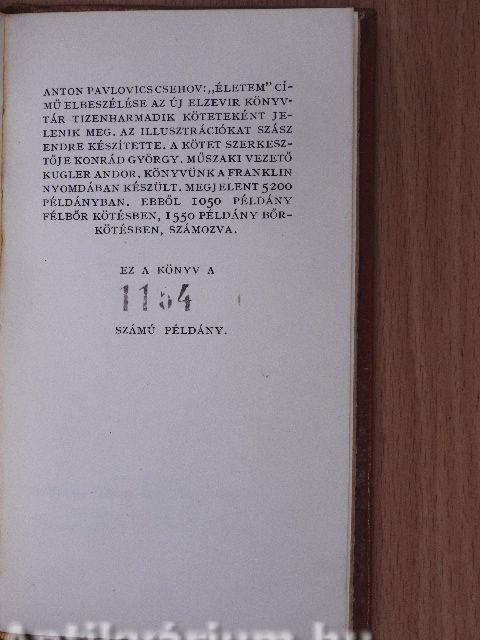 ANTON PAVLOVICS CSEHOV: „ÉLETEM” CÍ-
MŰ ELBESZÉLÉSE AZ ÚJ ELZEVIR KÖNYV-
TÁR TIZENHARMADIK KÖTETEKÉNT JE-
LENIK MEG. AZ ILLUSZTRÁCIÓKAT SZÁSZ
ENDRE KÉSZÍTETTE. A KÖTET SZERKESZ-
TŐJE KONRÁD GYÖRGY. MŰSZAKI VEZETŐ
KUGLER ANDOR. KÖNYVÜNK A FRANKLIN
NYOMDÁBAN KÉSZÜLT. MEGJELENT 5200
PÉLDÁNYBAN. EBBŐL 1050 PÉLDÁNY
FÉLBŐR KÖTÉSBEN, 1550 PÉLDÁNY BŐR-
KÖTÉSBEN, SZÁMOZVA.
EZ A KÖNYV A
1154
SZÁMÚ PÉLDÁNY.
Antikvárium.hu